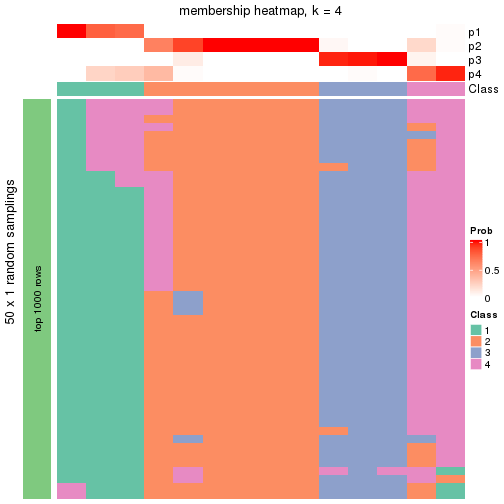 membership heatmap, k = 4
p1
p2
p3
p4
Class
50 x 1 random samplings
top 1000 rows
Prob
1
0.5
0
Class
1
2
3
4